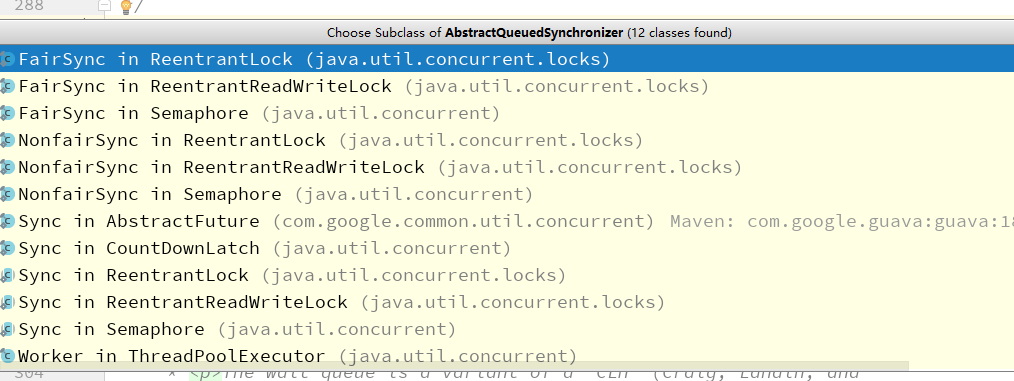 288
*/
Choose Subclass of AbstractQueuedSynchronizer (12 classes found)
FairSync in ReentrantLock (java.util.concurrent.locks)
FairSync in ReentrantReadWriteLock (java.util.concurrent.locks)
FairSync in Semaphore (java.util.concurrent)
NonfairSync in ReentrantLock (java.util.concurrent.locks)
NonfairSync in ReentrantReadWriteLock (java.util.concurrent.locks)
NonfairSync in Semaphore (java.util.concurrent)
Sync in AbstractFuture (com.google.common.util.concurrent) Maven: com.google.guava:guava:18
Sync in CountDownLatch (java.util.concurrent)
Sync in ReentrantLock (java.util.concurrent.locks)
Sync in ReentrantReadWriteLock (java.util.concurrent.locks)
Sync in Semaphore (java.util.concurrent)
Worker in ThreadPoolExecutor (java.util.concurrent)
304 * <p>The wait queue is a variant of a "CLH" (Craig, Landin, and